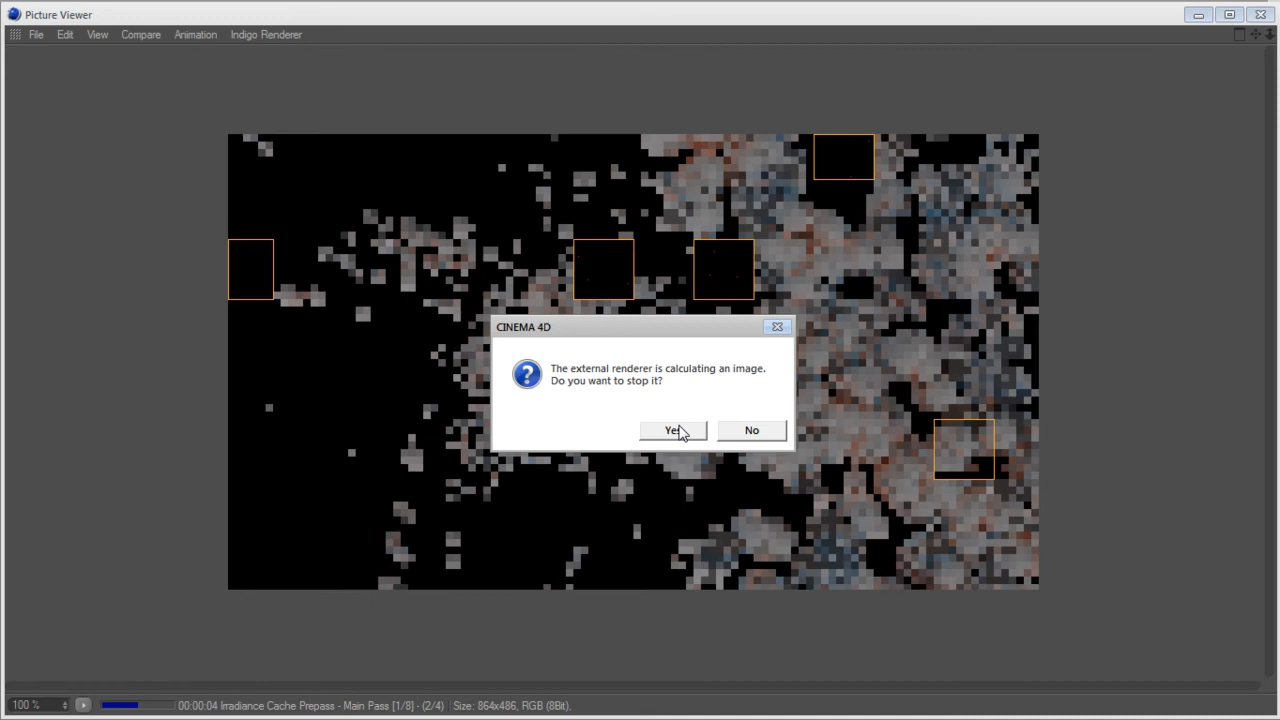 Picture Viewer
File Edit View Compare Animation Indigo Renderer
CINEMA 4D
The external renderer is calculating an image.
Do you want to stop it?
Yes No
100 % 00:00:04 Irradiance Cache Prepass - Main Pass [1/8] - (2/4) Size: 864x486, RGB (8Bit),